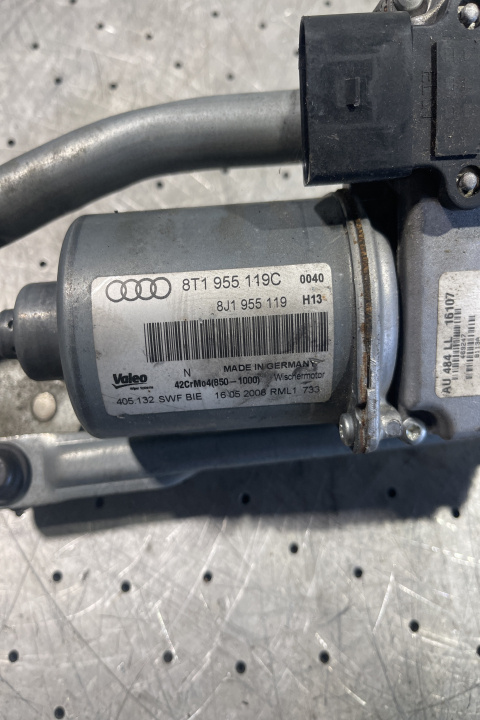 8T1 955 119C 0040
8J1 955 119 H13
N MADE IN GERMANY
Valeo 42CrMo4(850-1000) Wischermotor
405.132 SWF BIE 16 05 2008 RML1 733
AU 484 LL 15107